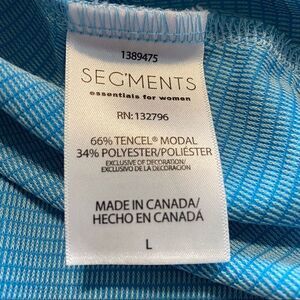 1389475
SEG'MENTS
essentials for women
RN: 132796
66% TENCEL® MODAL
34% POLYESTER/POLIÉSTER
EXCLUSIVE OF DECORATION/
EXCLUSIVO DE LA DECORACIÓN
MADE IN CANADA/
HECHO EN CANADÁ
L